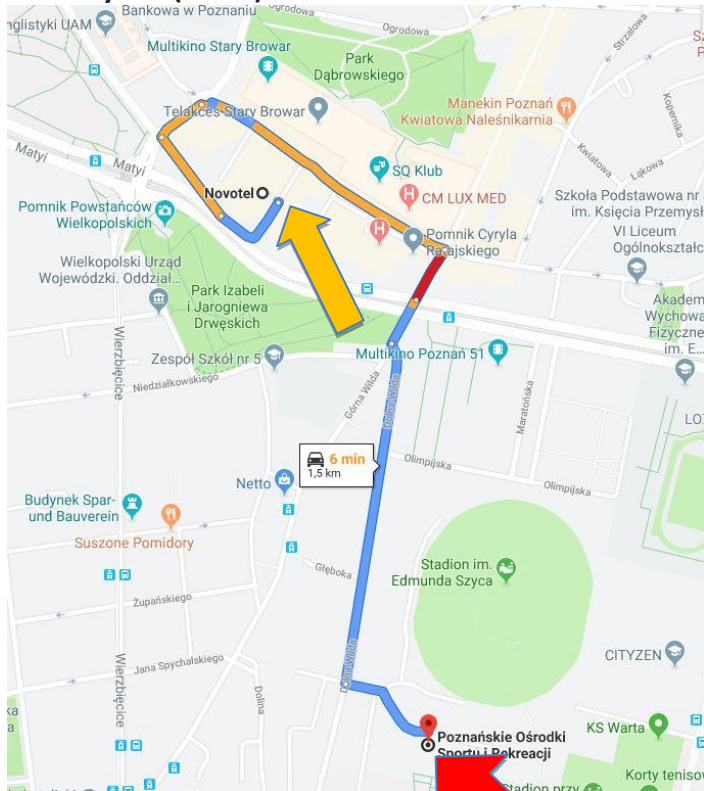 Bankowa w Poznaniu
Ogrodowa
Ogrodowa
nglistyki UAM
Multikino Stary Browar
Park
Dąbrowskiego
Strzałowa
Kopernika
Telakces Stary Browar
Manekin Poznań
Kwiatowa Naleśnikarnia
Kwiatowa
Łąkowa
Matyi
Matyi
SQ Klub
Novotel
CM LUX MED
Szkoła Podstawowa nr
im. Księcia Przemysł
Pomnik Powstańców
Wielkopolskich
Pomnik Cyryla
Ratajskiego
VI Liceum
Ogólnokształc
Wielkopolski Urząd
Wojewódzki. Oddział...
Park Izabeli
i Jarogniewa
Drwęskich
Akadem
Wychowa
Fizyczne
im. E...
Wierzbięcice
Zespół Szkół nr 5
Multikino Poznań 51
Niedziałkowskiego
Górna Wilda
Dolna Wilda
Maratońska
LO
6 min
1,5 km
Olimpijska
Olimpijska
Netto
Budynek Spar-
und Bauverein
Suszone Pomidory
Głęboka
Stadion im.
Edmunda Szyca
Żupańskiego
Jana Spychalskiego
Wierzbięcice
Dolina
Dolna Wilda
CITYZEN
Poznańskie Ośrodki
Sportu i Rekreacji
KS Warta
Korty teniso
Stadion przy